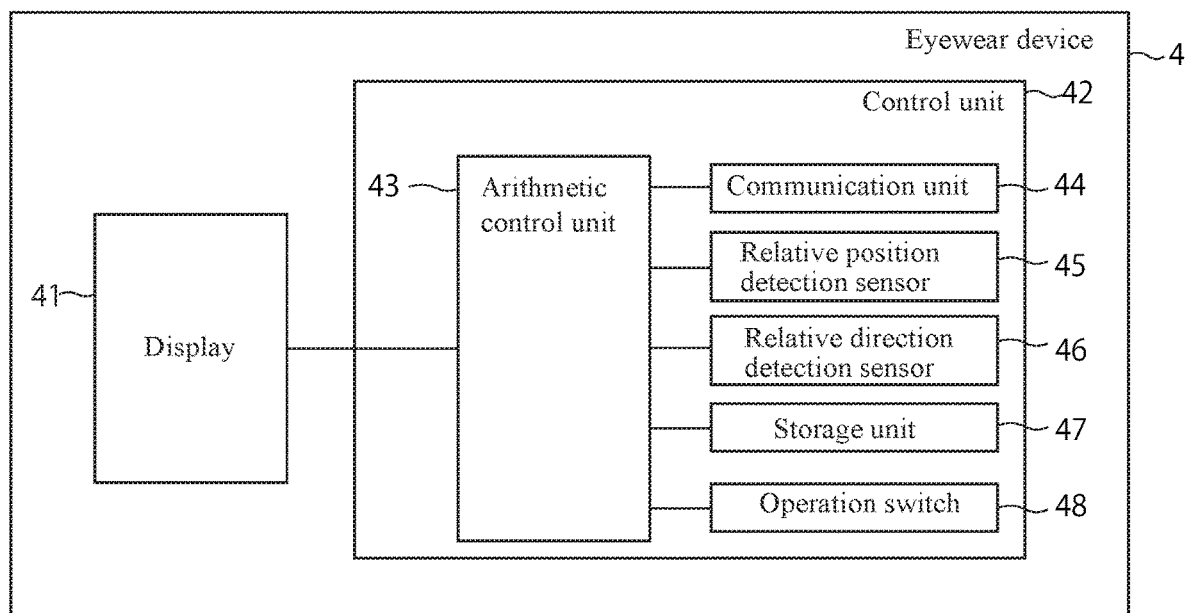 Eyewear device
4
42
Control unit
43
Arithmetic
control unit
Communication unit
44
Relative position
detection sensor
45
41
Display
Relative direction
detection sensor
46
Storage unit
47
Operation switch
48